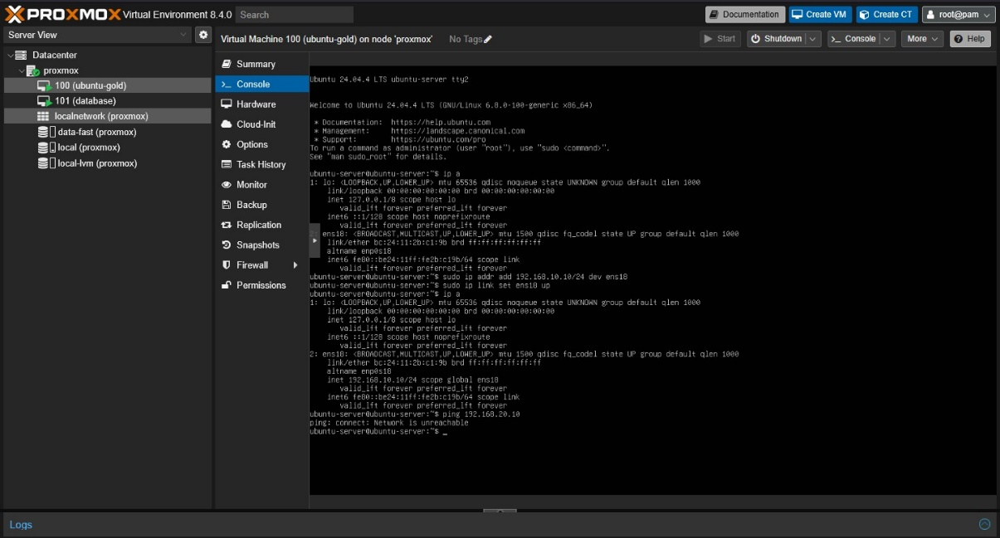 PROXMOX Virtual Environment 8.4.0 Search Documentation Create VM Create CT root@pam
Server View
Virtual Machine 100 (ubuntu-gold) on node 'proxmox' No Tags Start Shutdown Console More Help
Datacenter
proxmox
100 (ubuntu-gold)
101 (database)
localnetwork (proxmox)
data-fast (proxmox)
local (proxmox)
local-lvm (proxmox)
Summary
Console
Hardware
Cloud-Init
Options
Task History
Monitor
Backup
Replication
Snapshots
Firewall
Permissions
Ubuntu 24.04.4 LTS ubuntu-server tty2
Welcome to Ubuntu 24.04.4 LTS (GNU/Linux 6.8.0-100-generic x86_64)
* Documentation: https://help.ubuntu.com
* Management: https://landscape.canonical.com
* Support: https://ubuntu.com/pro
To run a command as administrator (user "root"), use "sudo <command>".
See "man sudo_root" for details.
ubuntu-server@ubuntu-server:~$ ip a
1: lo: <LOOPBACK,UP,LOWER_UP> mtu 65536 qdisc noqueue state UNKNOWN group default qlen 1000
link/loopback 00:00:00:00:00:00 brd 00:00:00:00:00:00
inet 127.0.0.1/8 scope host lo
valid_lft forever preferred_lft forever
inet6 ::1/128 scope host noprefixroute
valid_lft forever preferred_lft forever
2: ens18: <BROADCAST,MULTICAST,UP,LOWER_UP> mtu 1500 qdisc fq_codel state UP group default qlen 1000
link/ether bc:24:11:2b:c1:9b brd ff:ff:ff:ff:ff:ff
altname enp0s18
inet6 fe80::be24:11ff:fe2b:c19b/64 scope link
valid_lft forever preferred_lft forever
ubuntu-server@ubuntu-server:~$ sudo ip addr add 192.168.10.10/24 dev ens18
ubuntu-server@ubuntu-server:~$ sudo ip link set ens18 up
ubuntu-server@ubuntu-server:~$ ip a
1: lo: <LOOPBACK,UP,LOWER_UP> mtu 65536 qdisc noqueue state UNKNOWN group default qlen 1000
link/loopback 00:00:00:00:00:00 brd 00:00:00:00:00:00
inet 127.0.0.1/8 scope host lo
valid_lft forever preferred_lft forever
inet6 ::1/128 scope host noprefixroute
valid_lft forever preferred_lft forever
2: ens18: <BROADCAST,MULTICAST,UP,LOWER_UP> mtu 1500 qdisc fq_codel state UP group default qlen 1000
link/ether bc:24:11:2b:c1:9b brd ff:ff:ff:ff:ff:ff
altname enp0s18
inet 192.168.10.10/24 scope global ens18
valid_lft forever preferred_lft forever
inet6 fe80::be24:11ff:fe2b:c19b/64 scope link
valid_lft forever preferred_lft forever
ubuntu-server@ubuntu-server:~$ ping 192.168.20.10
ping: connect: Network is unreachable
ubuntu-server@ubuntu-server:~$ _
Logs